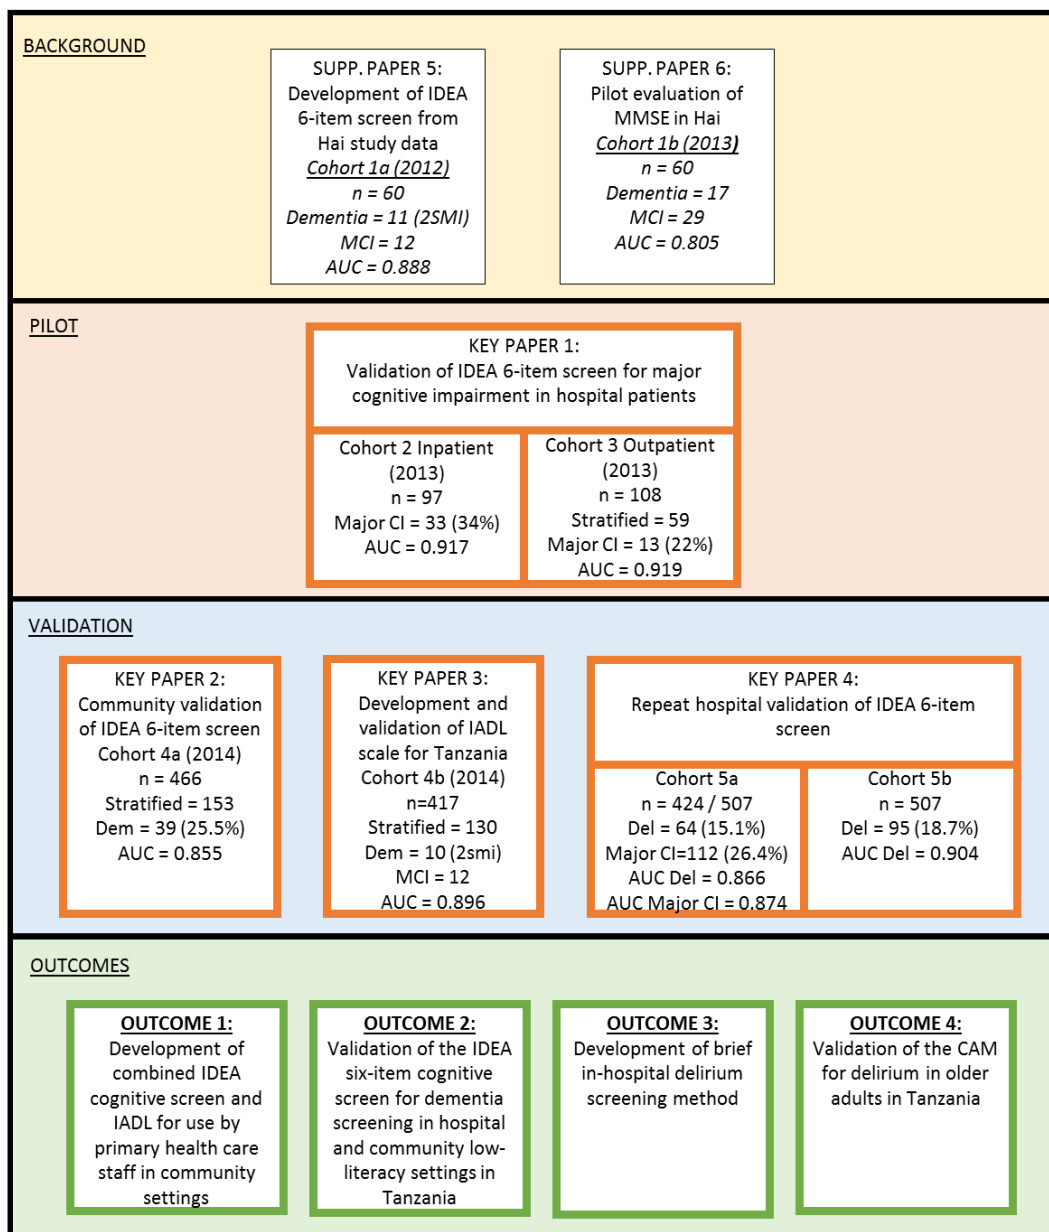 BACKGROUND
SUPP. PAPER 5:
Development of IDEA
6-item screen from
Hai study data
Cohort 1a (2012)
n = 60
Dementia = 11 (2SMI)
MCI = 12
AUC = 0.888
SUPP. PAPER 6:
Pilot evaluation of
MMSE in Hai
Cohort 1b (2013)
n = 60
Dementia = 17
MCI = 29
AUC = 0.805
PILOT
KEY PAPER 1:
Validation of IDEA 6-item screen for major
cognitive impairment in hospital patients
Cohort 2 Inpatient
(2013)
n = 97
Major CI = 33 (34%)
AUC = 0.917
Cohort 3 Outpatient
(2013)
n = 108
Stratified = 59
Major CI = 13 (22%)
AUC = 0.919
VALIDATION
KEY PAPER 2:
Community validation
of IDEA 6-item screen
Cohort 4a (2014)
n = 466
Stratified = 153
Dem = 39 (25.5%)
AUC = 0.855
KEY PAPER 3:
Development and
validation of IADL
scale for Tanzania
Cohort 4b (2014)
n=417
Stratified = 130
Dem = 10 (2smi)
MCI = 12
AUC = 0.896
KEY PAPER 4:
Repeat hospital validation of IDEA 6-item
screen
Cohort 5a
n = 424 / 507
Del = 64 (15.1%)
Major CI=112 (26.4%)
AUC Del = 0.866
AUC Major CI = 0.874
Cohort 5b
n = 507
Del = 95 (18.7%)
AUC Del = 0.904
OUTCOMES
OUTCOME 1:
Development of
combined IDEA
cognitive screen and
IADL for use by
primary health care
staff in community
settings
OUTCOME 2:
Validation of the IDEA
six-item cognitive
screen for dementia
screening in hospital
and community low-
literacy settings in
Tanzania
OUTCOME 3:
Development of brief
in-hospital delirium
screening method
OUTCOME 4:
Validation of the CAM
for delirium in older
adults in Tanzania